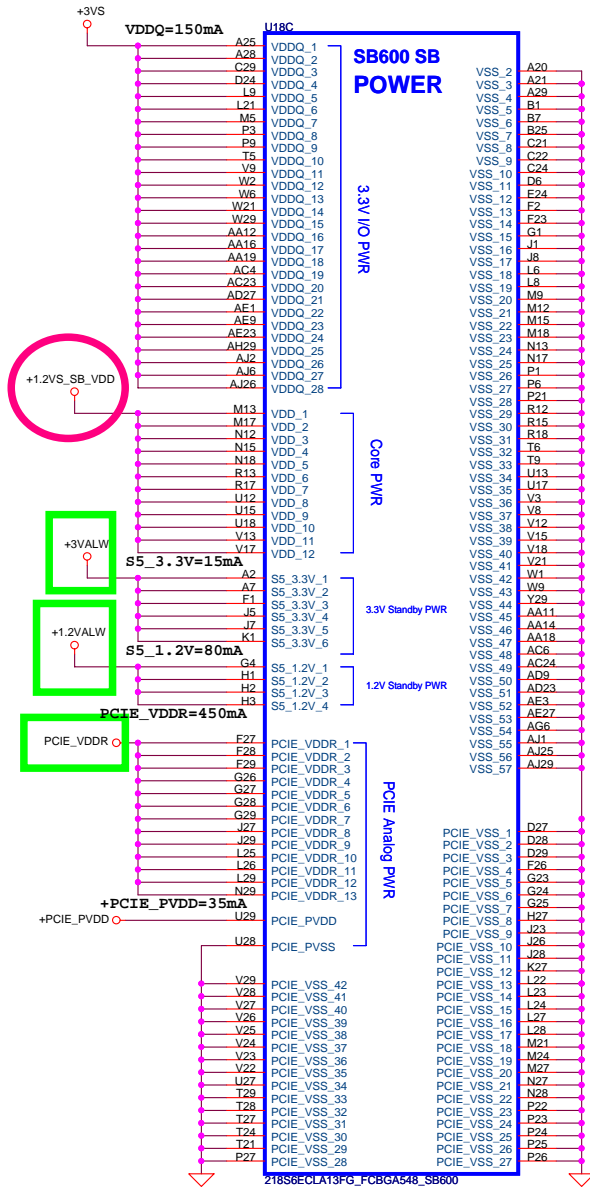 +3VS
VDDQ=150mA
U18C
SB600 SB
POWER
A25 VDDQ_1
A28 VDDQ_2
C29 VDDQ_3
D24 VDDQ_4
L9 VDDQ_5
L21 VDDQ_6
M5 VDDQ_7
P3 VDDQ_8
P9 VDDQ_9
T5 VDDQ_10
V9 VDDQ_11
W2 VDDQ_12
W6 VDDQ_13
W21 VDDQ_14
W29 VDDQ_15
AA12 VDDQ_16
AA16 VDDQ_17
AA19 VDDQ_18
AC4 VDDQ_19
AC23 VDDQ_20
AD27 VDDQ_21
AE1 VDDQ_22
AE9 VDDQ_23
AE23 VDDQ_24
AH29 VDDQ_25
AJ2 VDDQ_26
AJ6 VDDQ_27
AJ26 VDDQ_28
3.3V I/O PWR
+1.2VS_SB_VDD
M13 VDD_1
M17 VDD_2
N12 VDD_3
N15 VDD_4
N18 VDD_5
R13 VDD_6
R17 VDD_7
U12 VDD_8
U15 VDD_9
U18 VDD_10
V13 VDD_11
V17 VDD_12
Core PWR
+3VALW
S5_3.3V=15mA
A2 S5_3.3V_1
A7 S5_3.3V_2
F1 S5_3.3V_3
J5 S5_3.3V_4
J7 S5_3.3V_5
K1 S5_3.3V_6
3.3V Standby PWR
+1.2VALW
S5_1.2V=80mA
G4 S5_1.2V_1
H1 S5_1.2V_2
H2 S5_1.2V_3
H3 S5_1.2V_4
1.2V Standby PWR
PCIE_VDDR=450mA
PCIE_VDDR
F27 PCIE_VDDR_1
F28 PCIE_VDDR_2
F29 PCIE_VDDR_3
G26 PCIE_VDDR_4
G27 PCIE_VDDR_5
G28 PCIE_VDDR_6
G29 PCIE_VDDR_7
J27 PCIE_VDDR_8
J29 PCIE_VDDR_9
L25 PCIE_VDDR_10
L26 PCIE_VDDR_11
L29 PCIE_VDDR_12
N29 PCIE_VDDR_13
PCIE Analog PWR
+PCIE_PVDD=35mA
+PCIE_PVDD
U29 PCIE_PVDD
U28 PCIE_PVSS
V29 PCIE_VSS_42
V28 PCIE_VSS_41
V27 PCIE_VSS_40
V26 PCIE_VSS_39
V25 PCIE_VSS_38
V24 PCIE_VSS_37
V23 PCIE_VSS_36
V22 PCIE_VSS_35
U27 PCIE_VSS_34
T29 PCIE_VSS_33
T28 PCIE_VSS_32
T27 PCIE_VSS_31
T24 PCIE_VSS_30
T21 PCIE_VSS_29
P27 PCIE_VSS_28
VSS_2 A20
VSS_3 A21
VSS_4 A29
VSS_5 B1
VSS_6 B7
VSS_7 B25
VSS_8 C21
VSS_9 C22
VSS_10 C24
VSS_11 D6
VSS_12 E24
VSS_13 F2
VSS_14 F23
VSS_15 G1
VSS_16 J1
VSS_17 J8
VSS_18 L6
VSS_19 L8
VSS_20 M9
VSS_21 M12
VSS_22 M15
VSS_23 M18
VSS_24 N13
VSS_25 N17
VSS_26 P1
VSS_27 P6
VSS_28 P21
VSS_29 R12
VSS_30 R15
VSS_31 R18
VSS_32 T6
VSS_33 T9
VSS_34 U13
VSS_35 U17
VSS_36 V3
VSS_37 V8
VSS_38 V12
VSS_39 V15
VSS_40 V18
VSS_41 V21
VSS_42 W1
VSS_43 W9
VSS_44 Y29
VSS_45 AA11
VSS_46 AA14
VSS_47 AA18
VSS_48 AC6
VSS_49 AC24
VSS_50 AD9
VSS_51 AD23
VSS_52 AE3
VSS_53 AE27
VSS_54 AG6
VSS_55 AJ1
VSS_56 AJ25
VSS_57 AJ29
PCIE_VSS_1 D27
PCIE_VSS_2 D28
PCIE_VSS_3 D29
PCIE_VSS_4 F26
PCIE_VSS_5 G23
PCIE_VSS_6 G24
PCIE_VSS_7 G25
PCIE_VSS_8 H27
PCIE_VSS_9 J23
PCIE_VSS_10 J26
PCIE_VSS_11 J28
PCIE_VSS_12 K27
PCIE_VSS_13 L22
PCIE_VSS_14 L23
PCIE_VSS_15 L24
PCIE_VSS_16 L27
PCIE_VSS_17 L28
PCIE_VSS_18 M21
PCIE_VSS_19 M24
PCIE_VSS_20 M27
PCIE_VSS_21 N27
PCIE_VSS_22 N28
PCIE_VSS_23 P22
PCIE_VSS_24 P23
PCIE_VSS_25 P24
PCIE_VSS_26 P25
PCIE_VSS_27 P26
218S6ECLA13FG_FCBGA548_SB600